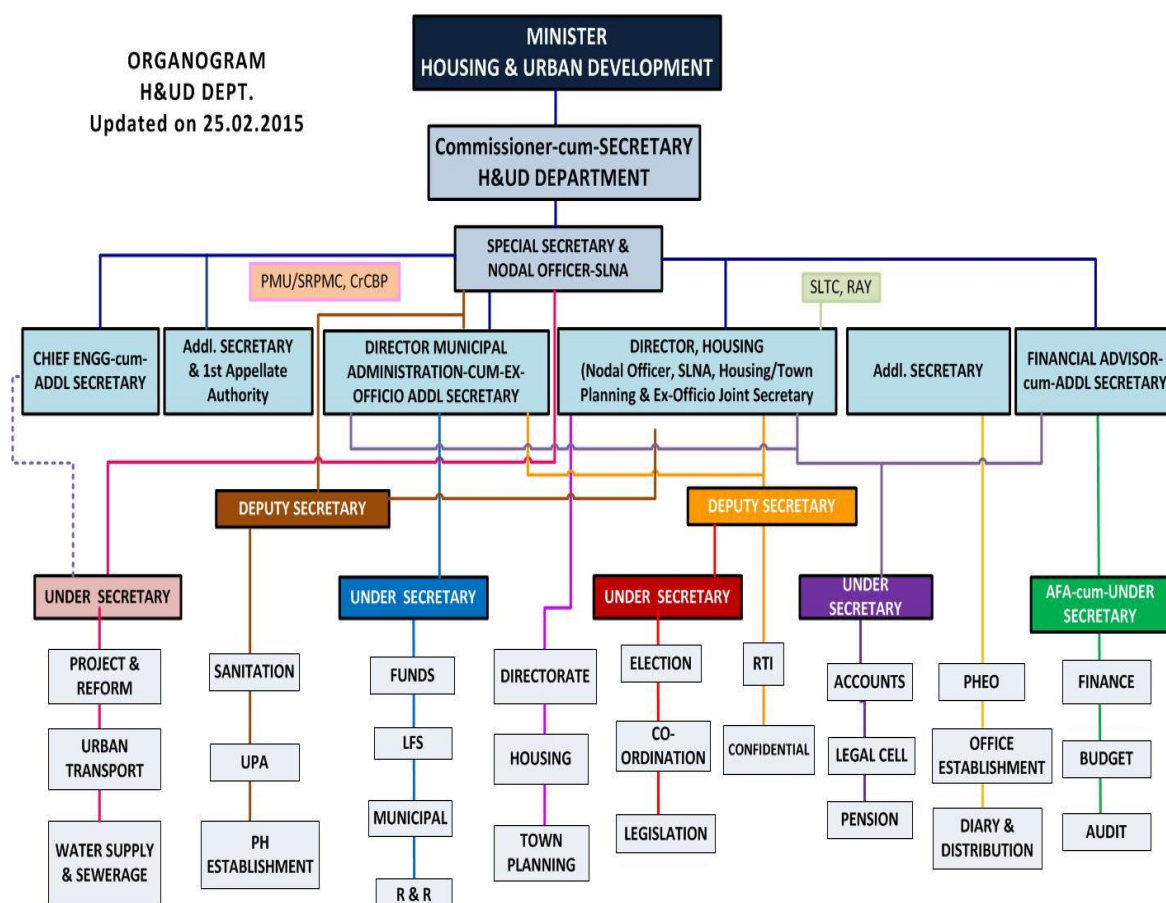 ORGANOGRAM
H&UD DEPT.
Updated on 25.02.2015
MINISTER
HOUSING & URBAN DEVELOPMENT
Commissioner-cum-SECRETARY
H&UD DEPARTMENT
SPECIAL SECRETARY &
NODAL OFFICER-SLNA
PMU/SRPMC, CrCBP
SLTC, RAY
CHIEF ENGG-cum-
ADDL SECRETARY
Addl. SECRETARY
& 1st Appellate
Authority
DIRECTOR MUNICIPAL
ADMINISTRATION-CUM-EX-
OFFICIO ADDL SECRETARY
DIRECTOR, HOUSING
(Nodal Officer, SLNA, Housing/Town
Planning & Ex-Officio Joint Secretary
Addl. SECRETARY
FINANCIAL ADVISOR-
cum-ADDL SECRETARY
DEPUTY SECRETARY
DEPUTY SECRETARY
UNDER SECRETARY
UNDER SECRETARY
UNDER SECRETARY
UNDER
SECRETARY
AFA-cum-UNDER
SECRETARY
PROJECT &
REFORM
URBAN
TRANSPORT
WATER SUPPLY
& SEWERAGE
SANITATION
UPA
PH
ESTABLISHMENT
FUNDS
LFS
MUNICIPAL
R & R
DIRECTORATE
HOUSING
TOWN
PLANNING
ELECTION
CO-
ORDINATION
LEGISLATION
RTI
CONFIDENTIAL
ACCOUNTS
LEGAL CELL
PENSION
PHEO
OFFICE
ESTABLISHMENT
DIARY &
DISTRIBUTION
FINANCE
BUDGET
AUDIT